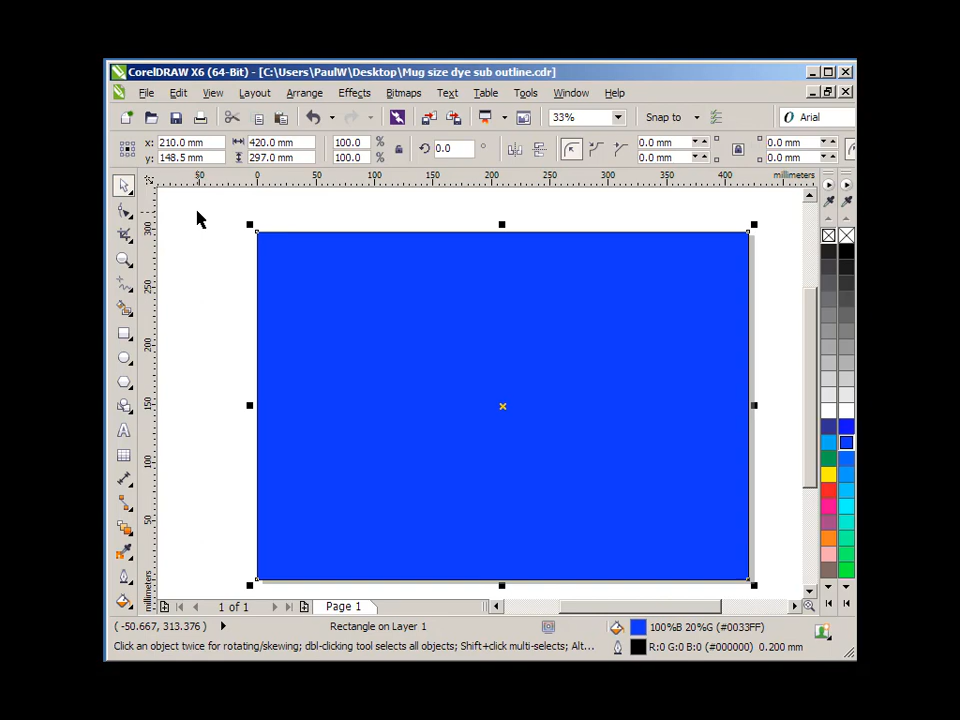 CorelDRAW X6 (64-Bit) - [C:\Users\PaulW\Desktop\Mug size dye sub outline.cdr]
File Edit View Layout Arrange Effects Bitmaps Text Table Tools Window Help
33% Snap to Arial
x: 210.0 mm 420.0 mm 100.0 % 0.0 ° 0.0 mm 0.0 mm
y: 148.5 mm 297.0 mm 100.0 % 0.0 mm 0.0 mm
50 0 50 100 150 200 250 300 400 millimeters
300
250
200
150
100
50
millimeters
1 of 1 Page 1
( -50.667, 313.376 ) Rectangle on Layer 1 100%B 20%G (#0033FF)
Click an object twice for rotating/skewing; dbl-clicking tool selects all objects; Shift+click multi-selects; Alt... R:0 G:0 B:0 (#000000) 0.200 mm